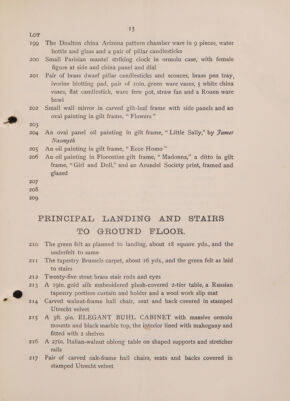 13
LOT
199 The Doulton china Arizona pattern chamber ware in 9 pieces, water
bottle and glass and a pair of pillar candlesticks
200 Small Parisian mantel striking clock in ormolu case, with female
figure at side and china panel and dial
201 Pair of brass dwarf pillar candlesticks and sconces, brass pen tray,
ivorine blotting pad, pair of green ware vases, 5 white china
vases, flat candlestick, ware fern pot, straw fan and a Rouen ware
bowl
202 Small wall mirror in carved gilt-leaf frame with side panels and an
oval painting in gilt frame, "Flowers"
203
204 An oval panel oil painting in gilt frame, "Little Sally," by James
Nasmyth
205 An oil painting in gilt frame, "Ecce Homo"
206 An oil painting in Florentine gilt frame, "Madonna," a ditto in gilt
frame, "Girl and Doll," and an Arundel Society print, framed and
glazed
207
208
209
PRINCIPAL LANDING AND STAIRS
TO GROUND FLOOR.
210 The green felt as planned to landing, about 18 square yds., and the
underfelt to same
211 The tapestry Brussels carpet, about 16 yds., and the green felt as laid
to stairs
212 Twenty-five stout brass stair rods and eyes
213 A 19in. gold silk embroidered plush-covered 2-tier table, a Russian
tapestry portiere curtain and holder and a wool work slip mat
214 Carved walnut-frame hall chair, seat and back covered in stamped
Utrecht velvet
215 A 3ft. 9in. ELEGANT BUHL CABINET with massive ormolu
mounts and black marble top, the interior lined with mahogany and
fitted with 2 shelves
216 A 27in. Italian-walnut oblong table on shaped supports and stretcher
rails
217 Pair of carved oak-frame hall chairs, seats and backs covered in
stamped Utrecht velvet